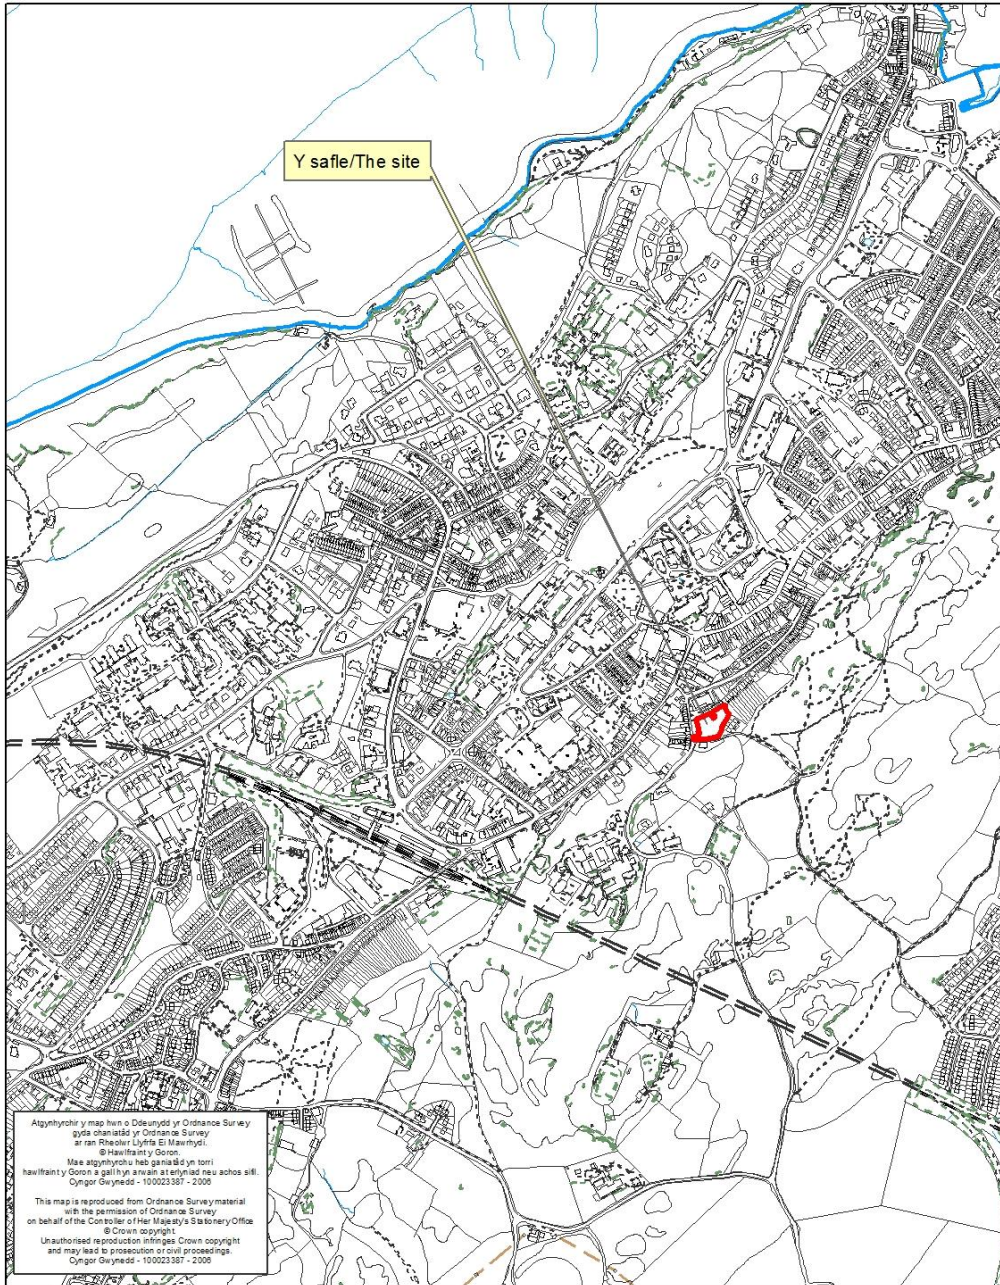 Y safle/The site
Atgynhyrchir y map hwn o Ddeunydd yr Ordnance Survey
gyda chaniatâd yr Ordnance Survey
ar ran Rheolwr Llyfrfa Ei Mawrhydi.
© Hawlfraint y Goron.
Mae atgynhyrchu heb ganiatâd yn torri
hawlfraint y Goron a gall hyn arwain at erlyniad neu achos sifil.
Cyngor Gwynedd - 100023387 - 2006
This map is reproduced from Ordnance Survey material
with the permission of Ordnance Survey
on behalf of the Controller of Her Majesty's Stationery Office
© Crown copyright.
Unauthorised reproduction infringes Crown copyright
and may lead to prosecution or civil proceedings.
Cyngor Gwynedd - 100023387 - 2006